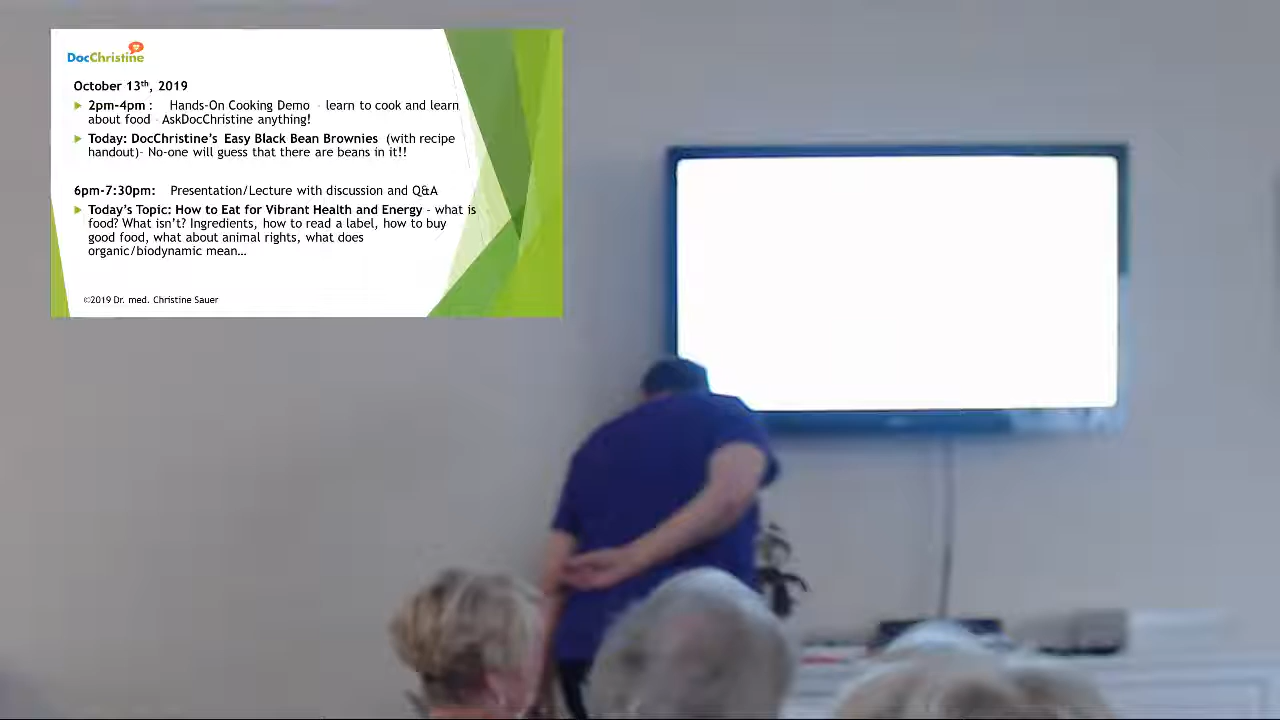 DocChristine
October 13th, 2019
2pm-4pm : Hands-On Cooking Demo - learn to cook and learn
about food - AskDocChristine anything!
Today: DocChristine's Easy Black Bean Brownies (with recipe
handout)- No-one will guess that there are beans in it!!
6pm-7:30pm: Presentation/Lecture with discussion and Q&A
Today's Topic: How to Eat for Vibrant Health and Energy - what is
food? What isn't? Ingredients, how to read a label, how to buy
good food, what about animal rights, what does
organic/biodynamic mean…
©2019 Dr. med. Christine Sauer